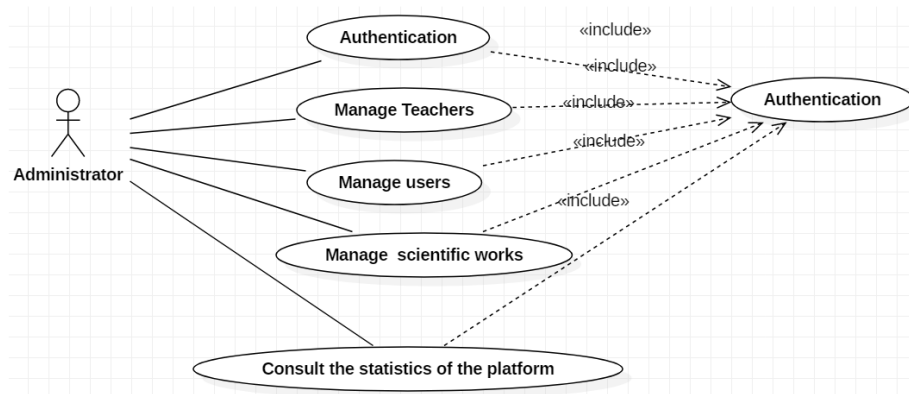 «include»
Authentication
«include»
Authentication
Manage Teachers
«include»
«include»
Administrator
Manage users
«include»
Manage  scientific works
Consult the statistics of the platform